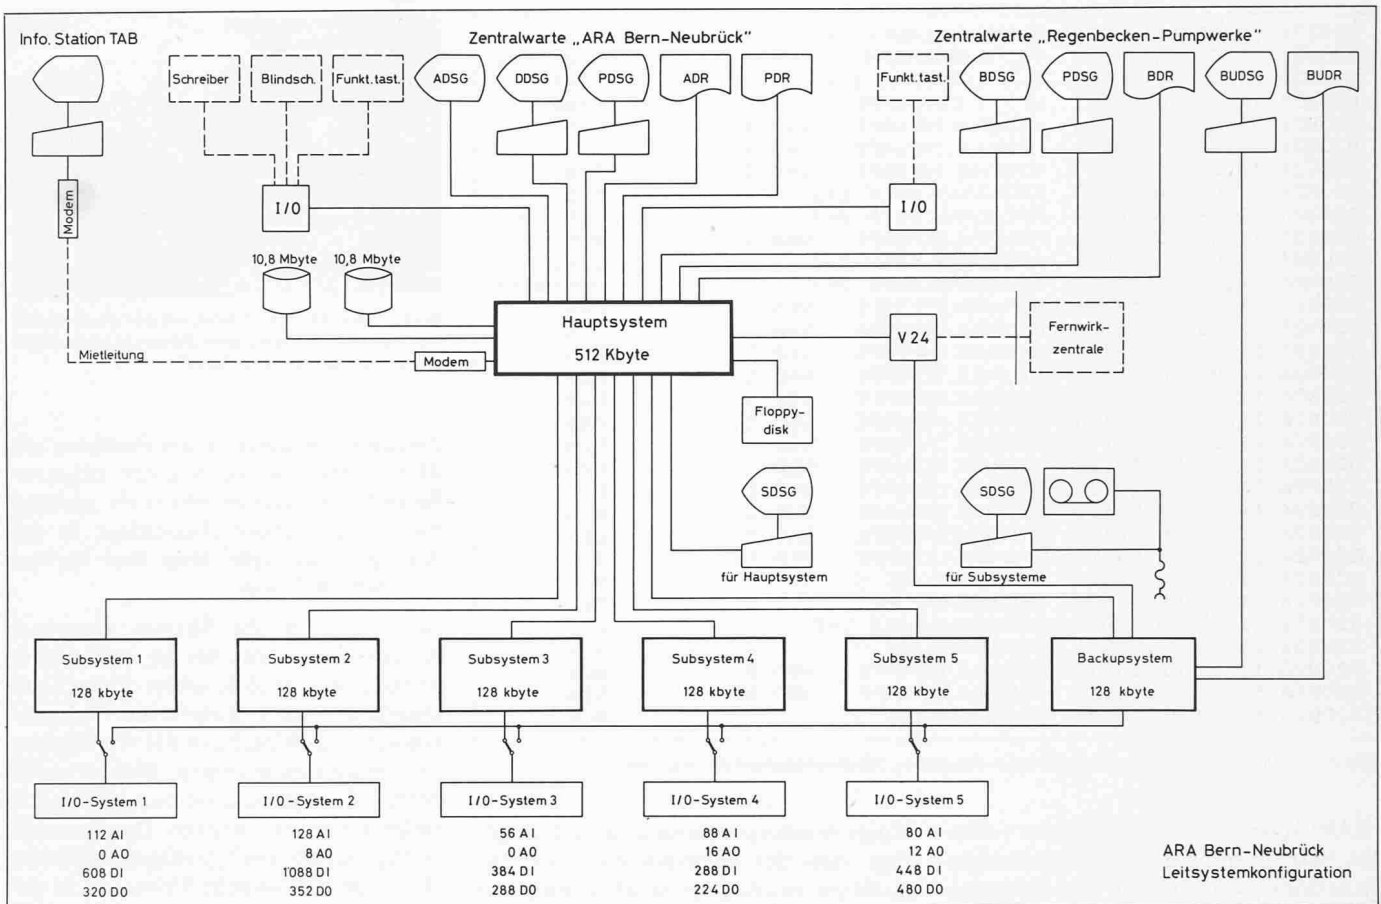 Info. Station TAB
Zentralwarte „ARA Bern-Neubrück"
Zentralwarte „Regenbecken-Pumpwerke"
Schreiber
Blindsch.
Funkt.tast.
ADSG
DDSG
PDSG
ADR
PDR
Funkt.tast.
BDSG
PDSG
BDR
BUDSG
BUDR
Modem
I/O
I/O
10,8 Mbyte
10,8 Mbyte
Hauptsystem
512 Kbyte
V 24
Fernwirk-
zentrale
Mietleitung
Modem
Floppy-
disk
SDSG
SDSG
für Hauptsystem
für Subsysteme
Subsystem 1
128 kbyte
Subsystem 2
128 kbyte
Subsystem 3
128 kbyte
Subsystem 4
128 kbyte
Subsystem 5
128 kbyte
Backupsystem
128 kbyte
I/O-System 1
I/O-System 2
I/O-System 3
I/O-System 4
I/O-System 5
112 AI
0 AO
608 DI
320 DO
128 AI
8 AO
1'088 DI
352 DO
56 AI
0 AO
384 DI
288 DO
88 AI
16 AO
288 DI
224 DO
80 AI
12 AO
448 DI
480 DO
ARA Bern-Neubrück
Leitsystemkonfiguration